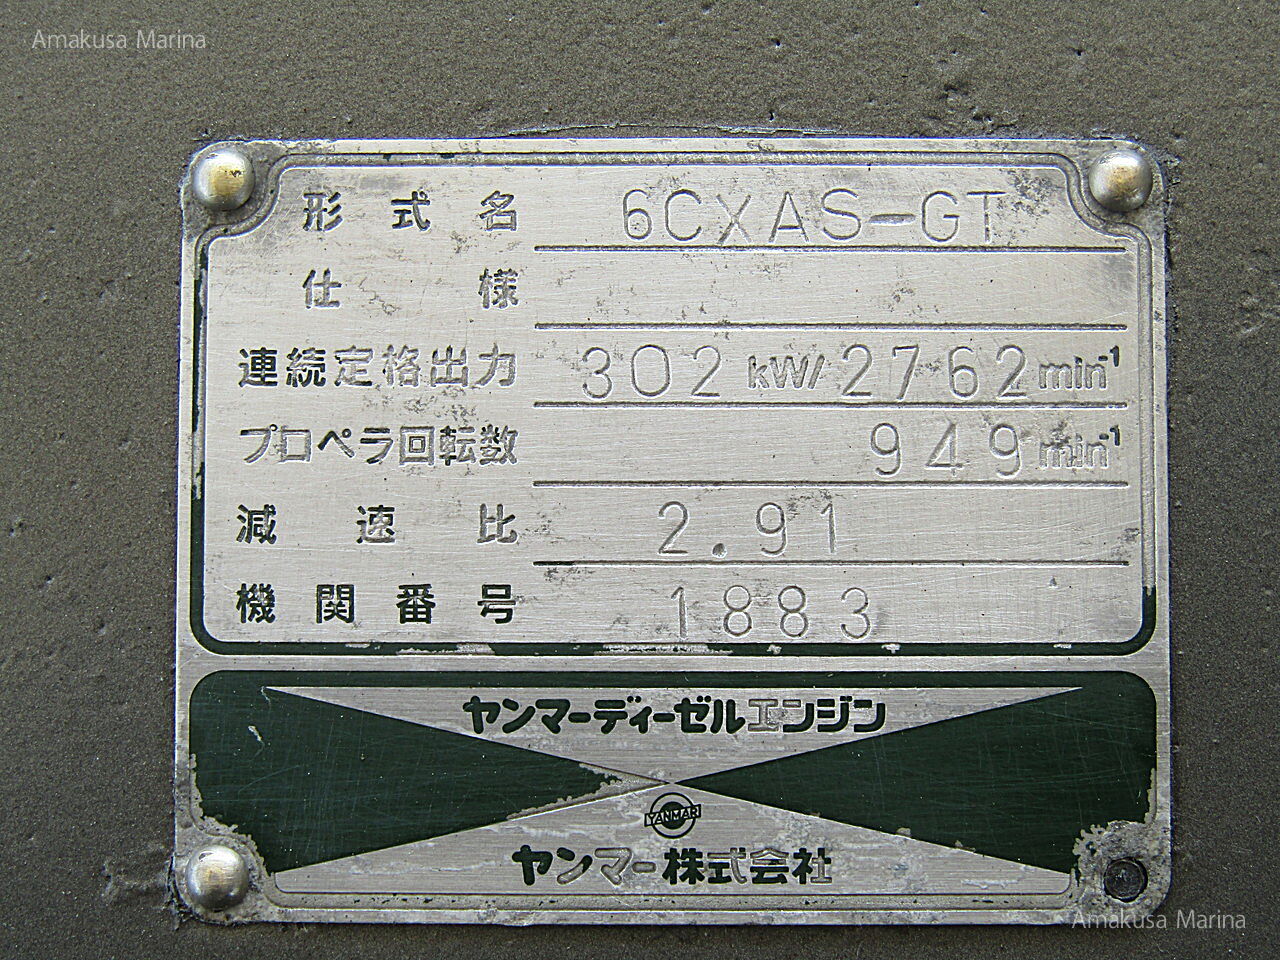 Amakusa Marina
形式名 6CXAS-GT
仕様
連続定格出力 302 kW/ 2762 min-1
プロペラ回転数 949 min-1
減速比 2.91
機関番号 1883
ヤンマーディーゼルエンジン
YANMAR
ヤンマー株式会社
Amakusa Marina